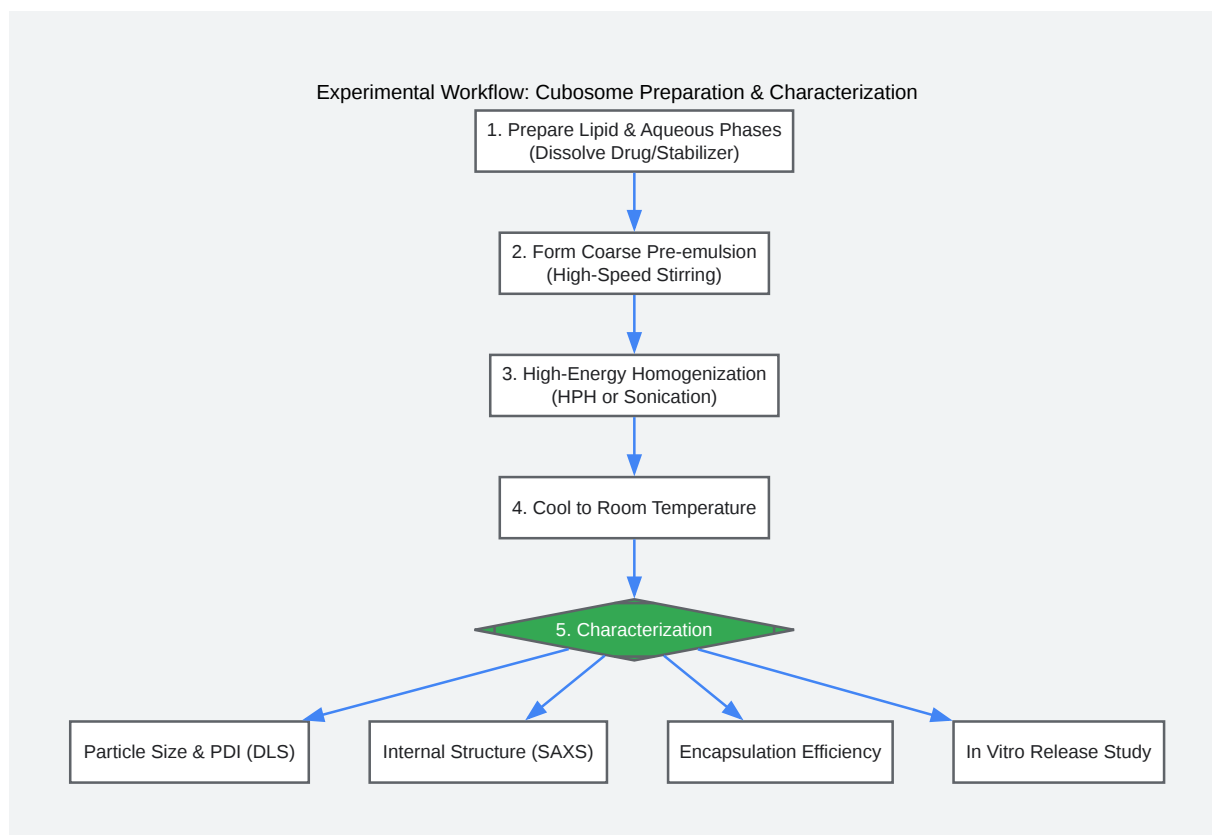 Experimental Workflow: Cubosome Preparation & Characterization
1. Prepare Lipid & Aqueous Phases
(Dissolve Drug/Stabilizer)
2. Form Coarse Pre-emulsion
(High-Speed Stirring)
3. High-Energy Homogenization
(HPH or Sonication)
4. Cool to Room Temperature
5. Characterization
Particle Size & PDI (DLS)
Internal Structure (SAXS)
Encapsulation Efficiency
In Vitro Release Study